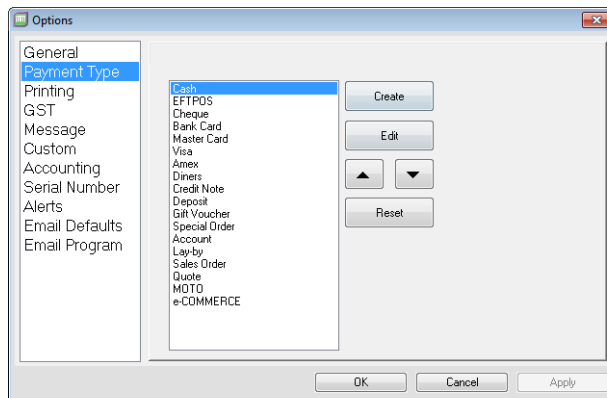 Options
General
Payment Type
Printing
GST
Message
Custom
Accounting
Serial Number
Alerts
Email Defaults
Email Program
Cash
EFTPOS
Cheque
Bank Card
Master Card
Visa
Amex
Diners
Credit Note
Deposit
Gift Voucher
Special Order
Account
Lay-by
Sales Order
Quote
MOTO
e-COMMERCE
Create
Edit
Reset
OK
Cancel
Apply